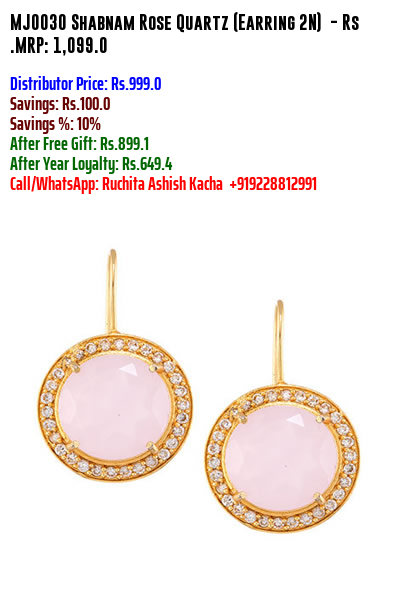 MJ0030 Shabnam Rose Quartz (Earring 2N) - Rs
.MRP: 1,099.0
Distributor Price: Rs.999.0
Savings: Rs.100.0
Savings %: 10%
After Free Gift: Rs.899.1
After Year Loyalty: Rs.649.4
Call/WhatsApp: Ruchita Ashish Kacha +919228812991